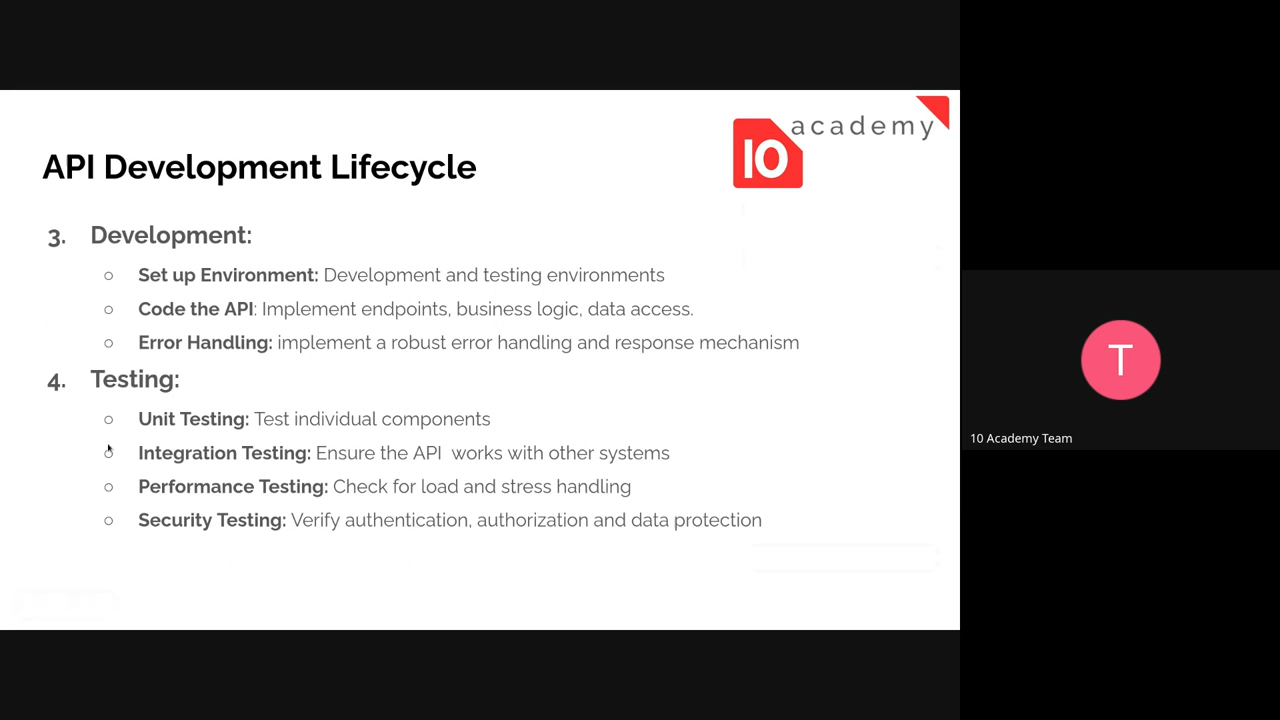 academy
10
API Development Lifecycle
3. Development:
○ Set up Environment: Development and testing environments
○ Code the API: Implement endpoints, business logic, data access.
○ Error Handling: implement a robust error handling and response mechanism
4. Testing:
○ Unit Testing: Test individual components
○ Integration Testing: Ensure the API  works with other systems
○ Performance Testing: Check for load and stress handling
○ Security Testing: Verify authentication, authorization and data protection
T
10 Academy Team